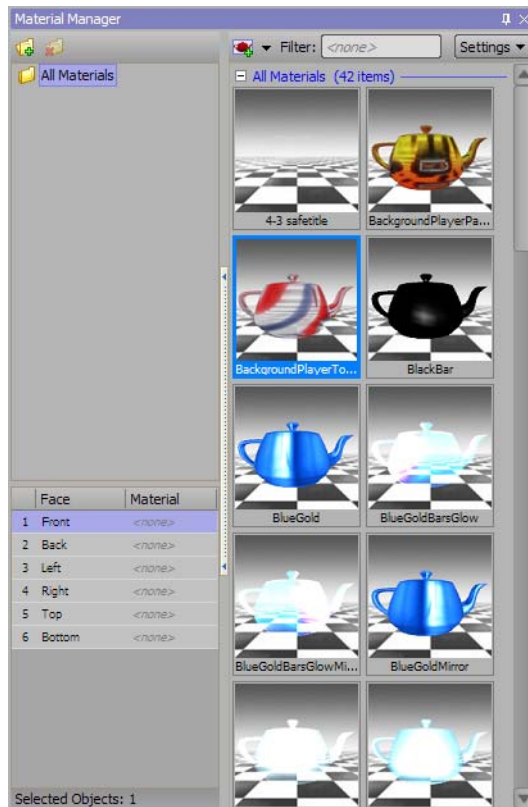 Material Manager
Filter: <none> Settings
All Materials
All Materials (42 items)
4-3 safetitle
BackgroundPlayerPa...
BackgroundPlayerTo...
BlackBar
BlueGold
BlueGoldBarsGlow
BlueGoldBarsGlowMi...
BlueGoldMirror
Face Material
1 Front <none>
2 Back <none>
3 Left <none>
4 Right <none>
5 Top <none>
6 Bottom <none>
Selected Objects: 1